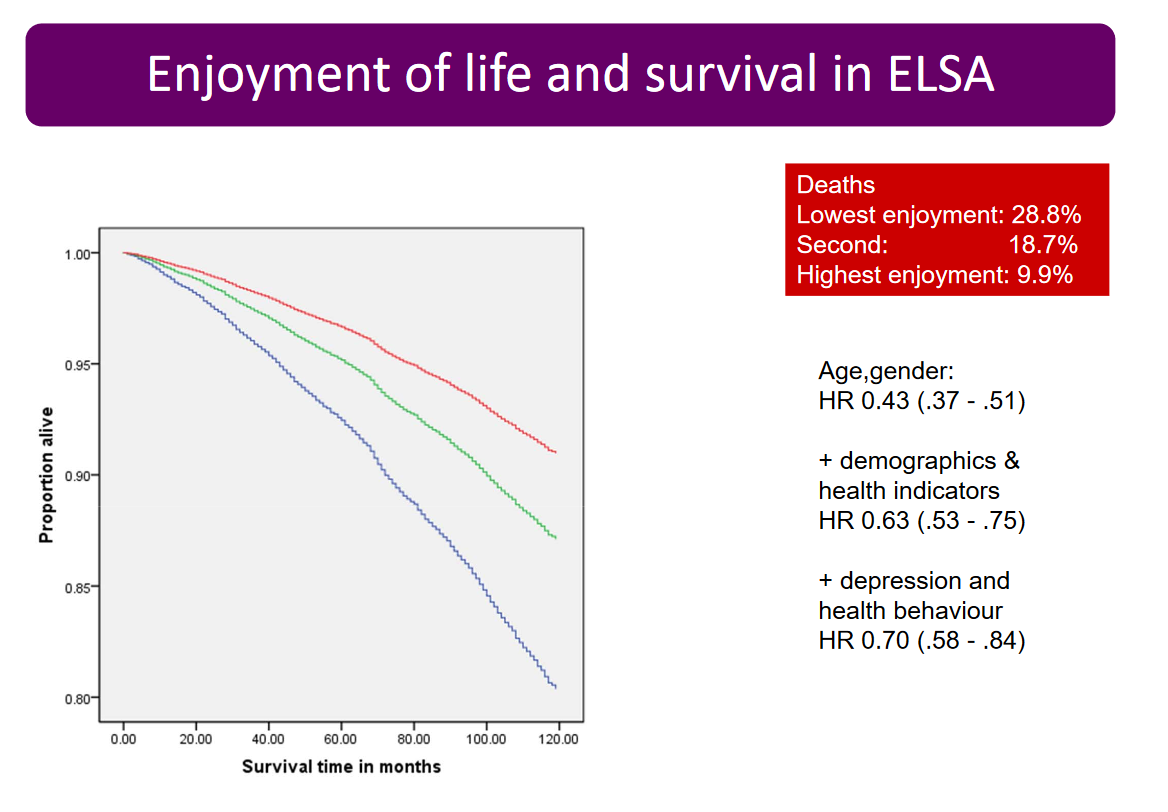 Enjoyment of life and survival in ELSA
Deaths
Lowest enjoyment: 28.8%
Second: 18.7%
Highest enjoyment: 9.9%
Proportion alive
1.00
0.95
0.90
0.85
0.80
0.00 20.00 40.00 60.00 80.00 100.00 120.00
Survival time in months
Age,gender:
HR 0.43 (.37 - .51)
+ demographics &
health indicators
HR 0.63 (.53 - .75)
+ depression and
health behaviour
HR 0.70 (.58 - .84)